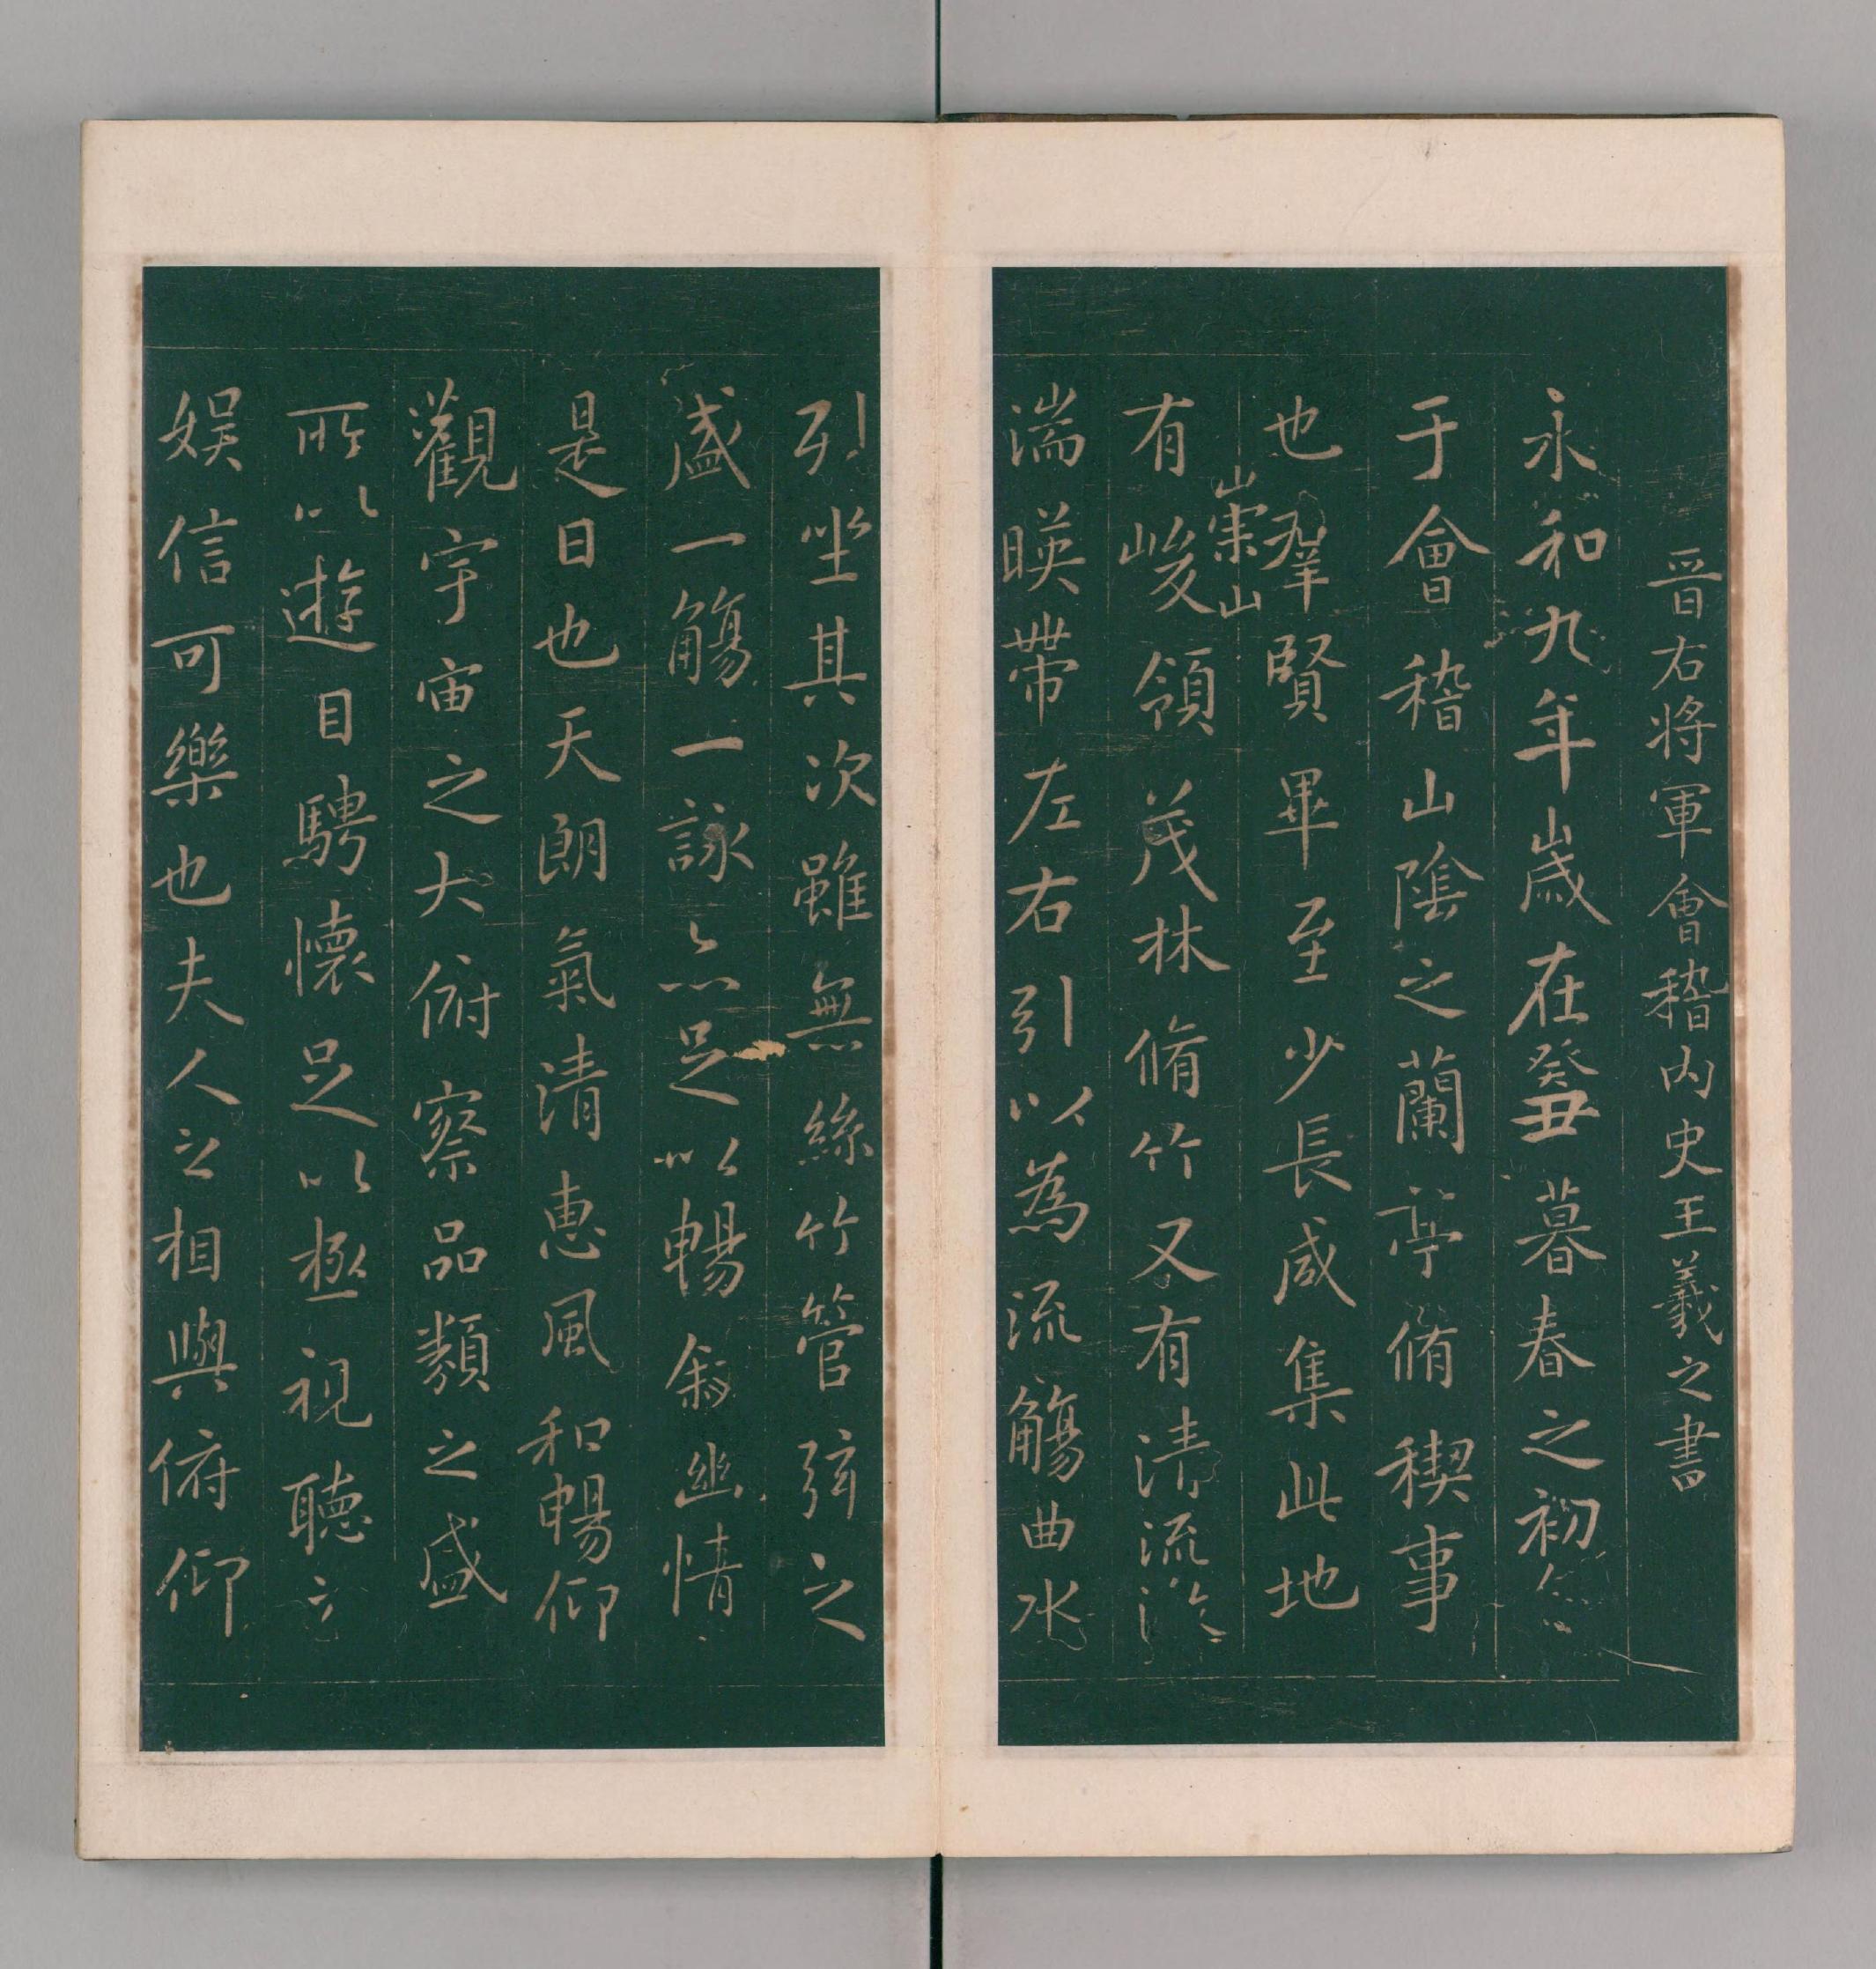 晉右將軍會稽内史王羲之書
永和九年歲在癸丑暮春之初會
于會稽山陰之蘭亭脩稧事
也羣賢畢至少長咸集此地
崇山
有峻領茂林脩竹又有清流激
湍暎帶左右引以為流觴曲水
列坐其次雖無絲竹管弦之
盛一觴一詠亦足以暢叙幽情
是日也天朗氣清惠風和暢仰
觀宇宙之大俯察品類之盛
所以遊目騁懷足以極視聽之
娱信可樂也夫人之相與俯仰